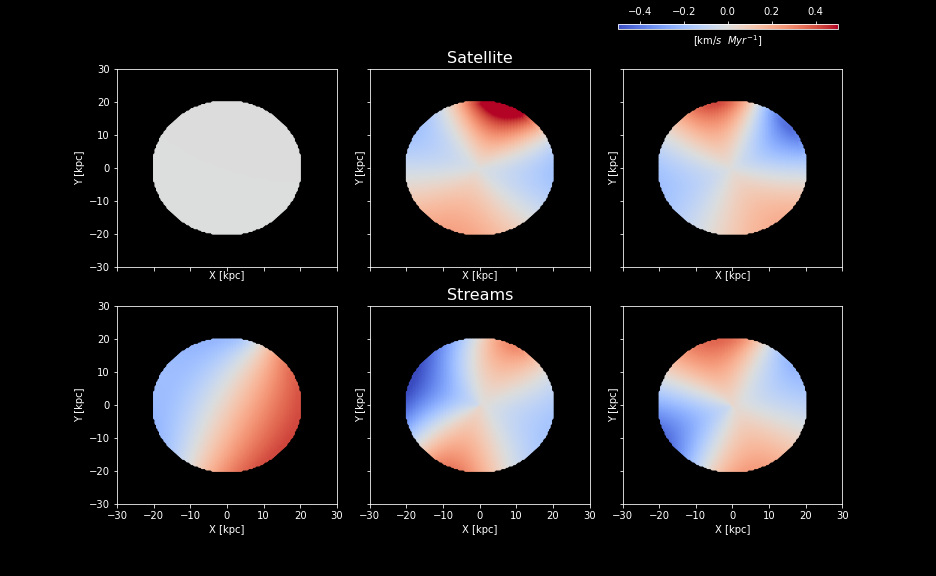 −0.4 −0.2 0.0 0.2 0.4
[km/s Myr⁻¹]
Satellite
30
20
10
0
−10
−20
−30
Y [kpc]
Y [kpc]
Y [kpc]
X [kpc] X [kpc] X [kpc]
Streams
30
20
10
0
−10
−20
−30
Y [kpc]
Y [kpc]
Y [kpc]
−30 −20 −10 0 10 20 30 −30 −20 −10 0 10 20 30 −30 −20 −10 0 10 20 30
X [kpc] X [kpc] X [kpc]